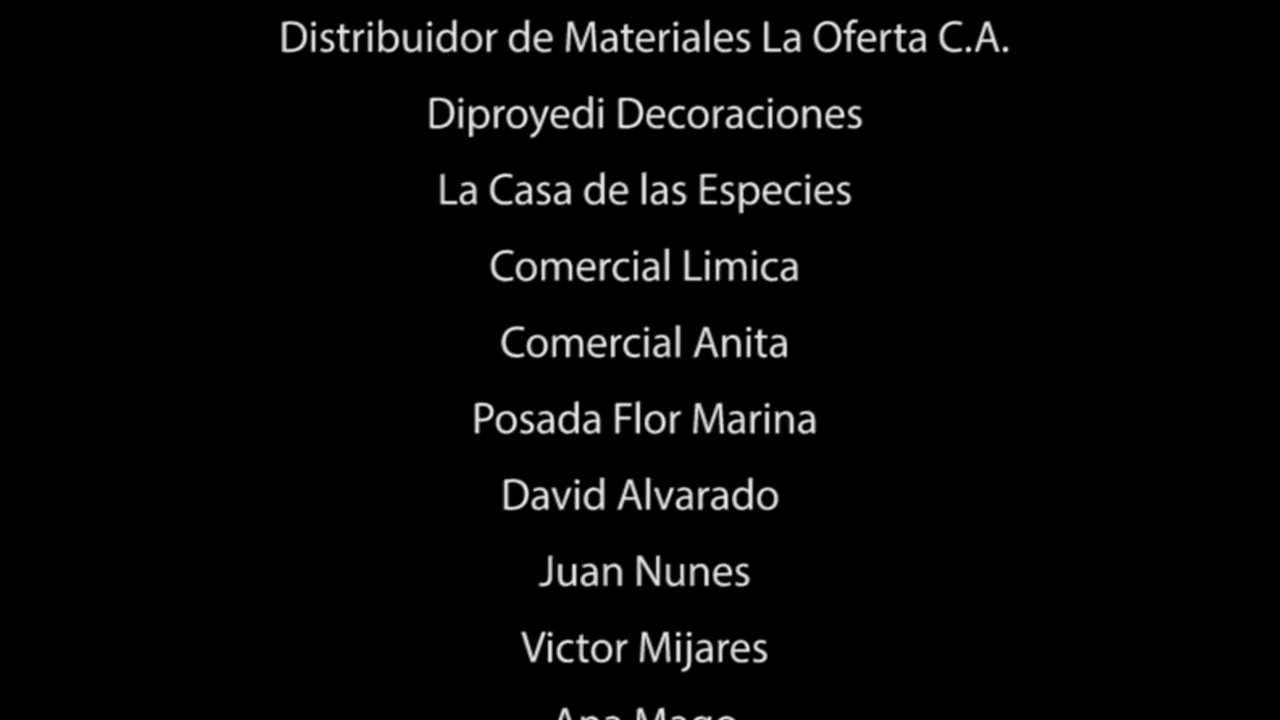 Distribuidor de Materiales La Oferta C.A.
Diproyedi Decoraciones
La Casa de las Especies
Comercial Limica
Comercial Anita
Posada Flor Marina
David Alvarado
Juan Nunes
Victor Mijares